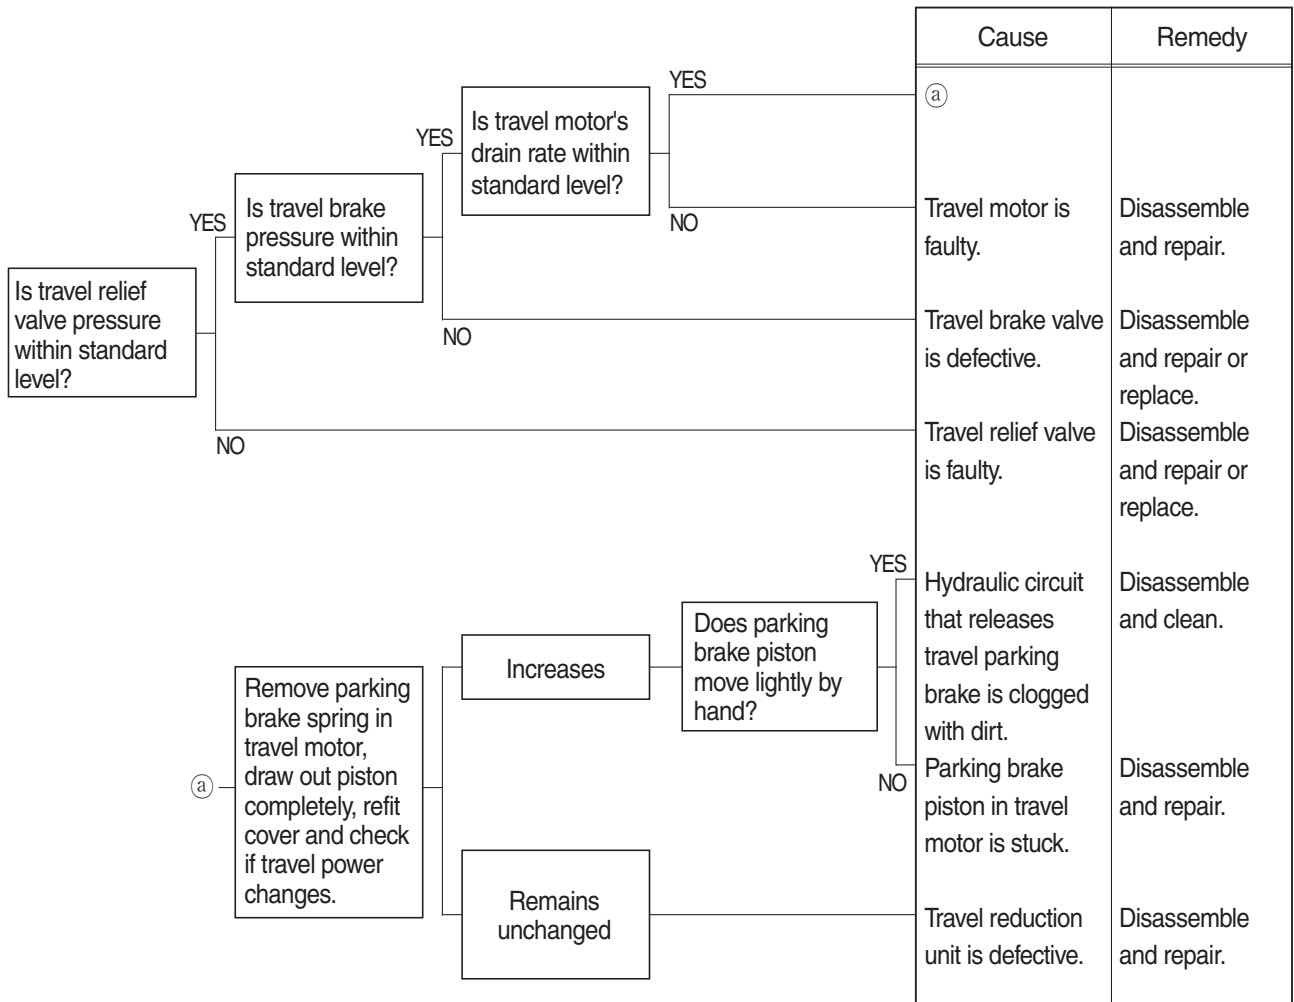 Cause
Remedy
YES
ⓐ
Is travel motor's
drain rate within
standard level?
YES
Is travel brake
pressure within
standard level?
YES
NO
Travel motor is
faulty.
Disassemble
and repair.
Is travel relief
valve pressure
within standard
level?
NO
Travel brake valve
is defective.
Disassemble
and repair or
replace.
NO
Travel relief valve
is faulty.
Disassemble
and repair or
replace.
YES
Hydraulic circuit
that releases
travel parking
brake is clogged
with dirt.
Disassemble
and clean.
Does parking
brake piston
move lightly by
hand?
Increases
ⓐ
Remove parking
brake spring in
travel motor,
draw out piston
completely, refit
cover and check
if travel power
changes.
NO
Parking brake
piston in travel
motor is stuck.
Disassemble
and repair.
Remains
unchanged
Travel reduction
unit is defective.
Disassemble
and repair.